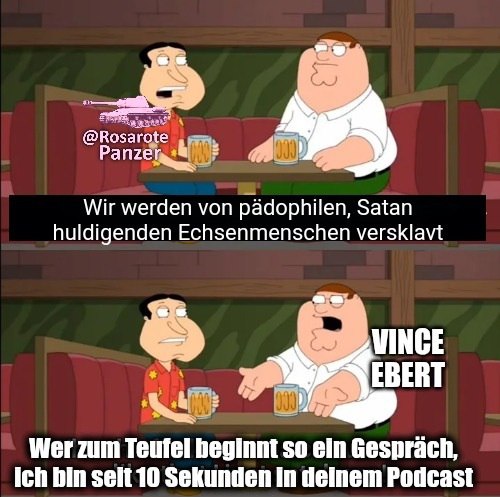 @Rosarote
Panzer
Wir werden von pädophilen, Satan
huldigenden Echsenmenschen versklavt
VINCE
EBERT
Wer zum Teufel beginnt so ein Gespräch,
Ich bin seit 10 Sekunden in deinem Podcast